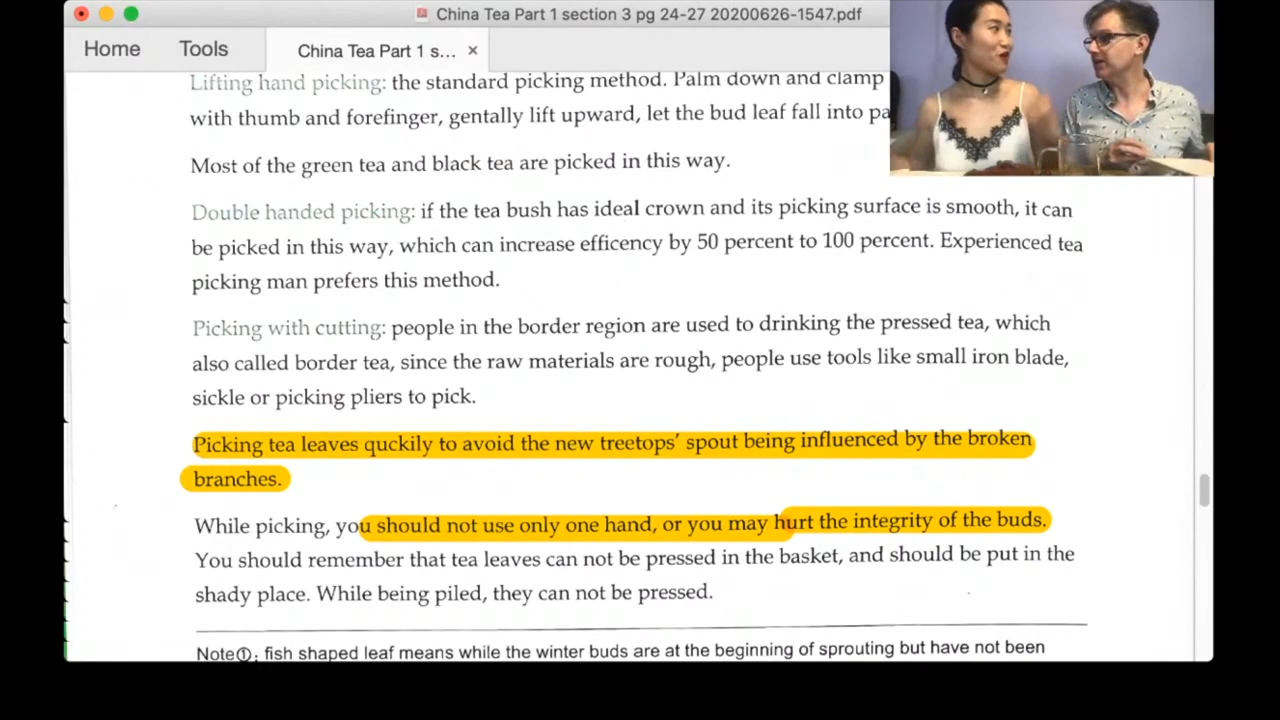 China Tea Part 1 section 3 pg 24-27 20200626-1547.pdf
Home Tools China Tea Part 1 s... ×
Lifting hand picking: the standard picking method. Palm down and clamp
with thumb and forefinger, gentally lift upward, let the bud leaf fall into
Most of the green tea and black tea are picked in this way.
Double handed picking: if the tea bush has ideal crown and its picking surface is smooth, it can
be picked in this way, which can increase efficency by 50 percent to 100 percent. Experienced tea
picking man prefers this method.
Picking with cutting: people in the border region are used to drinking the pressed tea, which
also called border tea, since the raw materials are rough, people use tools like small iron blade,
sickle or picking pliers to pick.
Picking tea leaves quckily to avoid the new treetops' spout being influenced by the broken
branches.
While picking, you should not use only one hand, or you may hurt the integrity of the buds.
You should remember that tea leaves can not be pressed in the basket, and should be put in the
shady place. While being piled, they can not be pressed.
Note①: fish shaped leaf means while the winter buds are at the beginning of sprouting but have not been